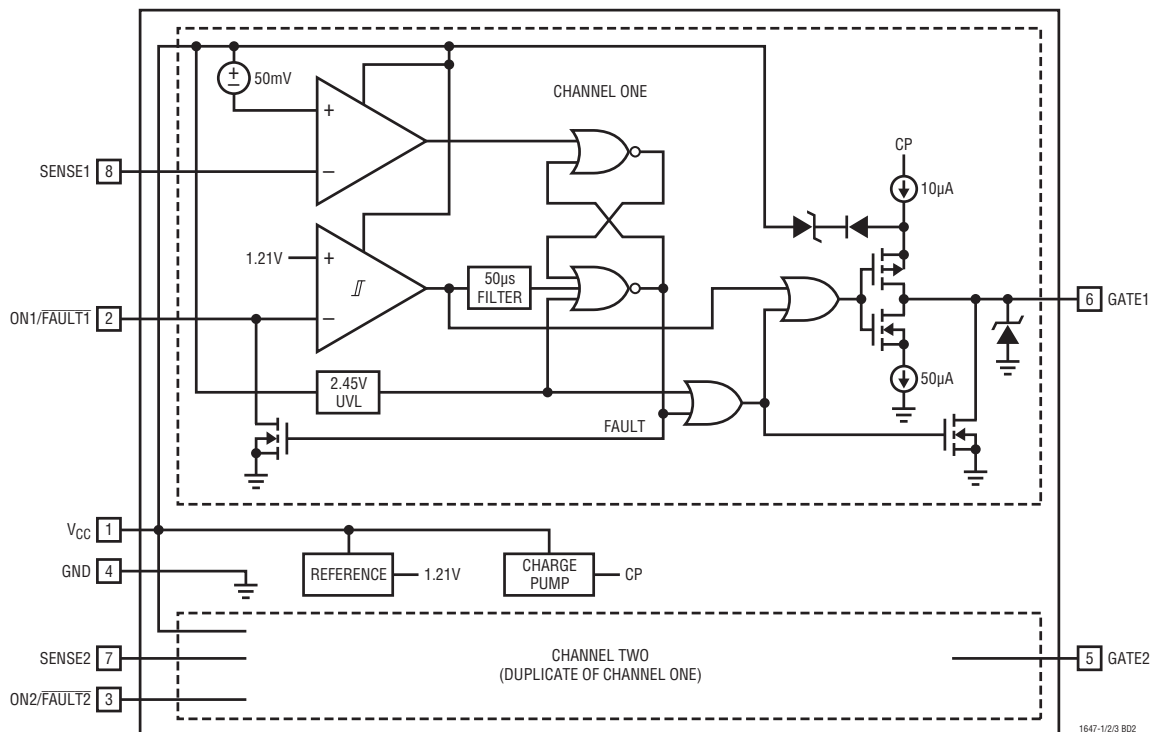 50mV
+
–
CHANNEL ONE
+
–
CP
SENSE1 8
10µA
1.21V
+
–
50µs
FILTER
ON1/FAULT1 2
6 GATE1
2.45V
UVL
50µA
FAULT
VCC 1
GND 4
REFERENCE
1.21V
CHARGE
PUMP
CP
SENSE2 7
CHANNEL TWO
(DUPLICATE OF CHANNEL ONE)
5 GATE2
ON2/FAULT2 3
1647-1/2/3 BD2